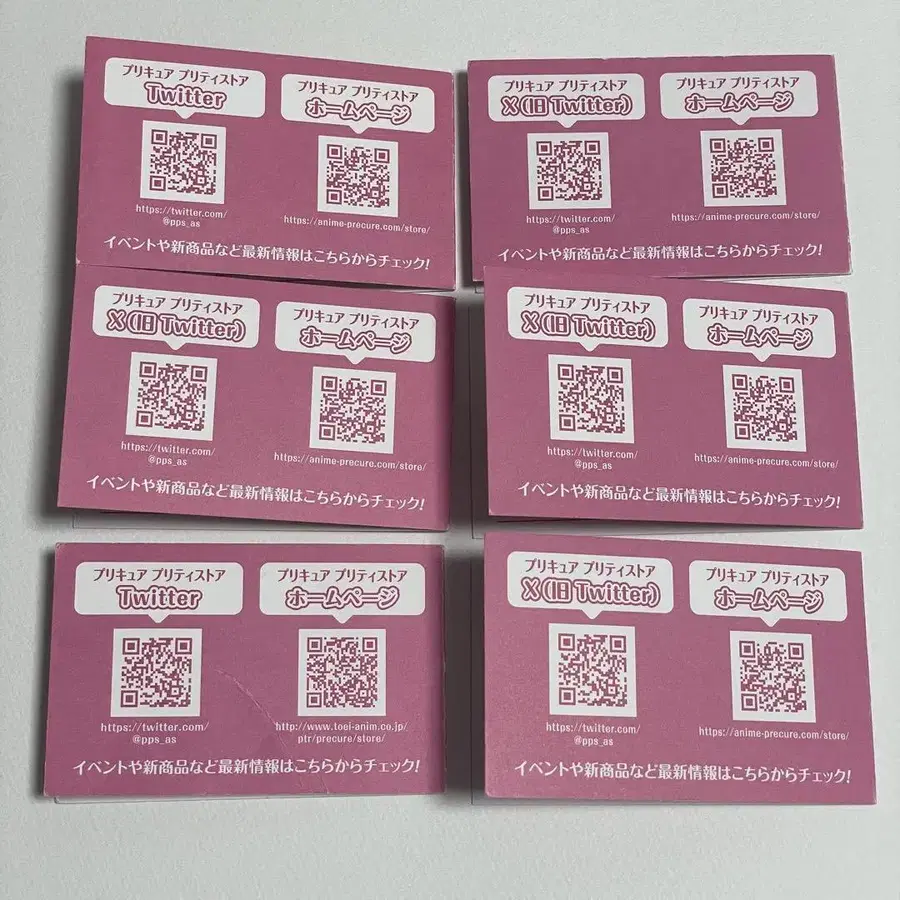 プリキュア プリティストア
Twitter
プリキュア プリティストア
ホームページ
https://twitter.com/
@pps_as
https://anime-precure.com/store/
イベントや新商品など最新情報はこちらからチェック!
プリキュア プリティストア
X(旧 Twitter)
プリキュア プリティストア
ホームページ
https://twitter.com/
@pps_as
https://anime-precure.com/store/
イベントや新商品など最新情報はこちらからチェック!
プリキュア プリティストア
X(旧 Twitter)
プリキュア プリティストア
ホームページ
https://twitter.com/
@pps_as
https://anime-precure.com/store/
イベントや新商品など最新情報はこちらからチェック!
プリキュア プリティストア
X(旧 Twitter)
プリキュア プリティストア
ホームページ
https://twitter.com/
@pps_as
https://anime-precure.com/store/
イベントや新商品など最新情報はこちらからチェック!
プリキュア プリティストア
Twitter
プリキュア プリティストア
ホームページ
https://twitter.com/
@pps_as
http://www.toei-anim.co.jp/
ptr/precure/store/
イベントや新商品など最新情報はこちらからチェック!
プリキュア プリティストア
X(旧 Twitter)
プリキュア プリティストア
ホームページ
https://twitter.com/
@pps_as
https://anime-precure.com/store/
イベントや新商品など最新情報はこちらからチェック!